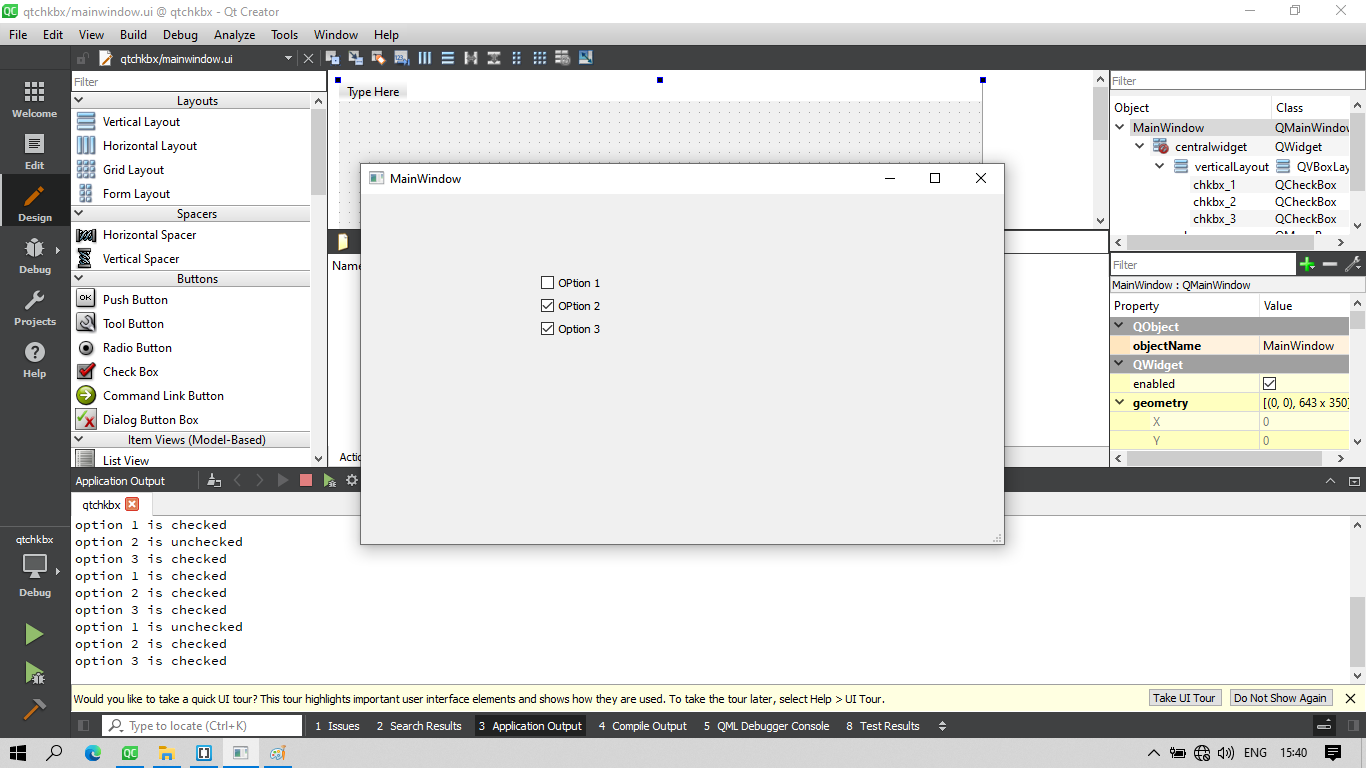 qtchkbx/mainwindow.ui @ qtchkbx - Qt Creator
File Edit View Build Debug Analyze Tools Window Help
qtchkbx/mainwindow.ui
Welcome
Edit
Design
Debug
Projects
Help
qtchkbx
Debug
Filter
Layouts
Vertical Layout
Horizontal Layout
Grid Layout
Form Layout
Spacers
Horizontal Spacer
Vertical Spacer
Buttons
OK Push Button
Tool Button
Radio Button
Check Box
Command Link Button
Dialog Button Box
Item Views (Model-Based)
List View
Type Here
Name
Actio
MainWindow
OPtion 1
OPtion 2
Option 3
Filter
Object Class
MainWindow QMainWindow
centralwidget QWidget
verticalLayout QVBoxLay
chkbx_1 QCheckBox
chkbx_2 QCheckBox
chkbx_3 QCheckBox
Filter
MainWindow : QMainWindow
Property Value
QObject
objectName MainWindow
QWidget
enabled
geometry [(0, 0), 643 x 350]
X 0
Y 0
Application Output
qtchkbx
option 1 is checked
option 2 is unchecked
option 3 is checked
option 1 is checked
option 2 is checked
option 3 is checked
option 1 is unchecked
option 2 is checked
option 3 is checked
Would you like to take a quick UI tour? This tour highlights important user interface elements and shows how they are used. To take the tour later, select Help > UI Tour.
Take UI Tour Do Not Show Again
Type to locate (Ctrl+K) 1 Issues 2 Search Results 3 Application Output 4 Compile Output 5 QML Debugger Console 8 Test Results
ENG 15:40